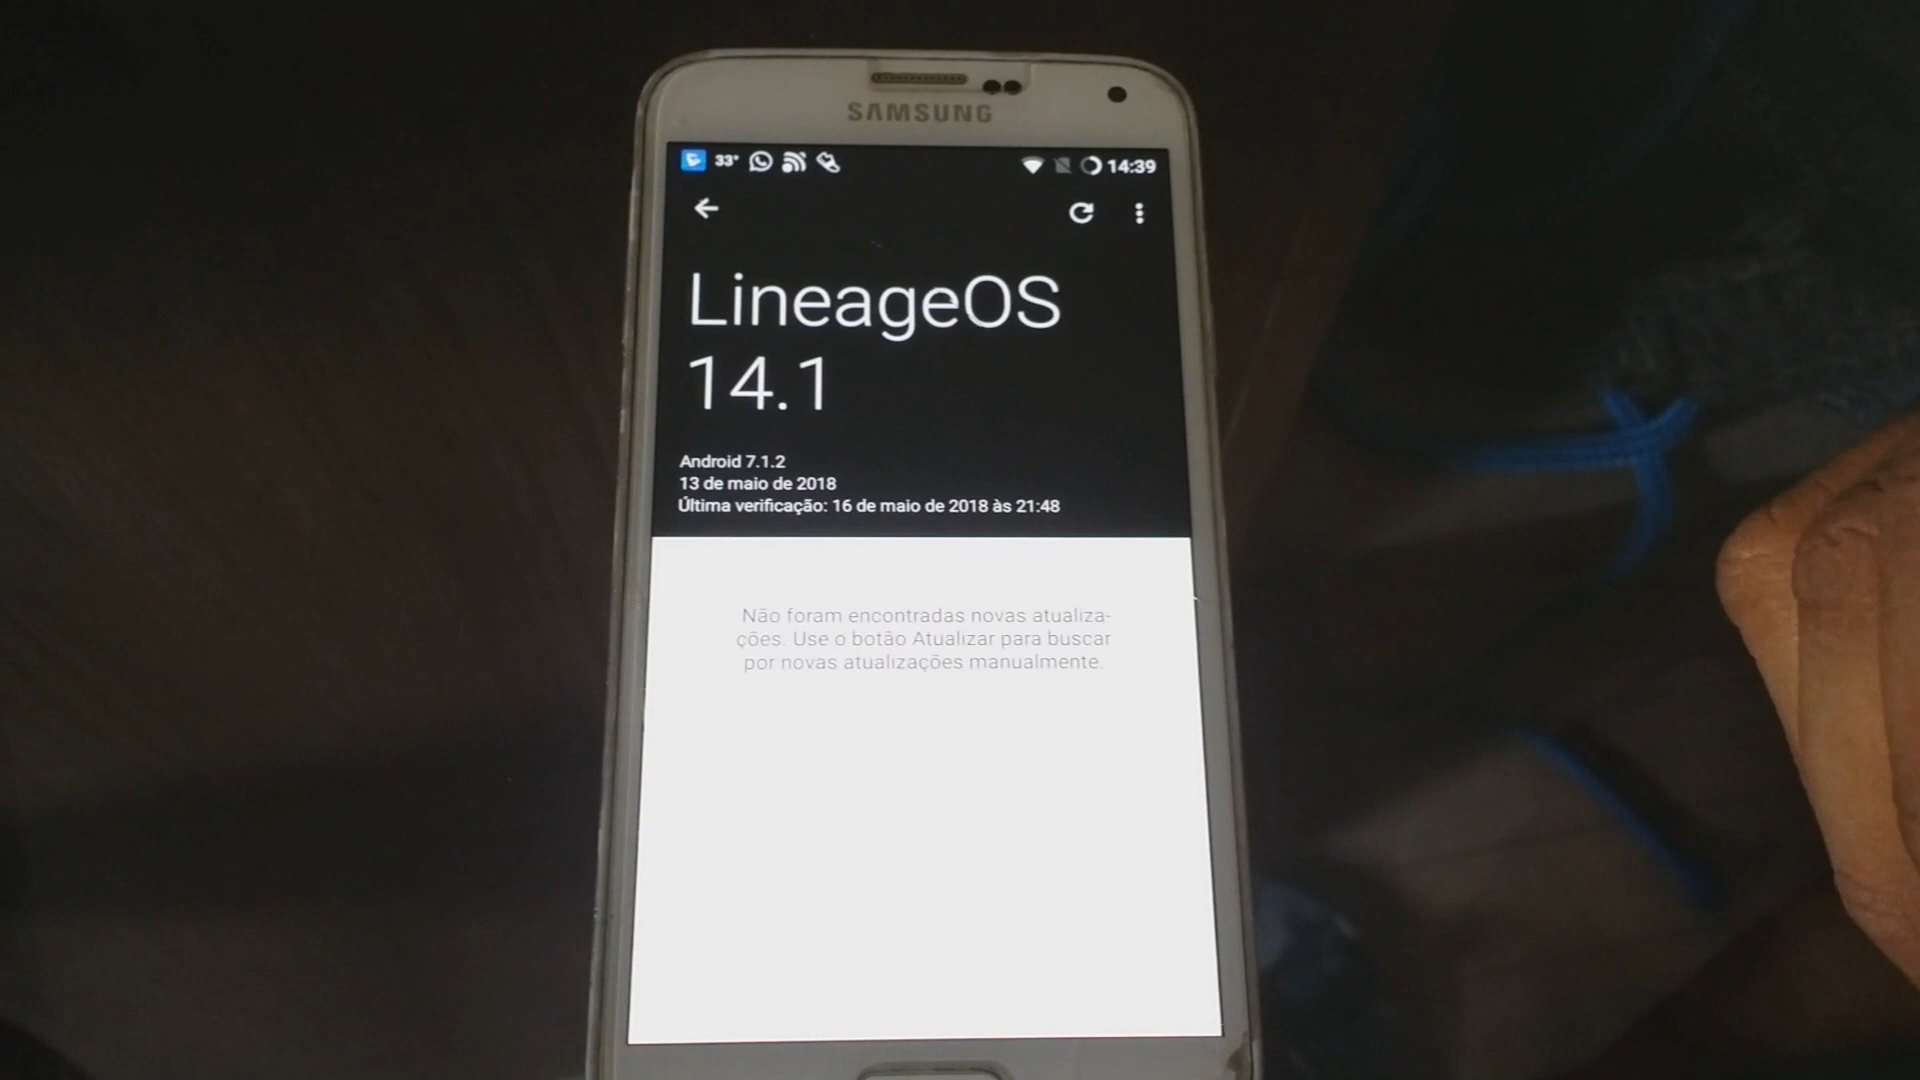 SAMSUNG
33° 14:39
LineageOS
14.1
Android 7.1.2
13 de maio de 2018
Última verificação: 16 de maio de 2018 às 21:48
Não foram encontradas novas atualiza-
ções. Use o botão Atualizar para buscar
por novas atualizações manualmente.